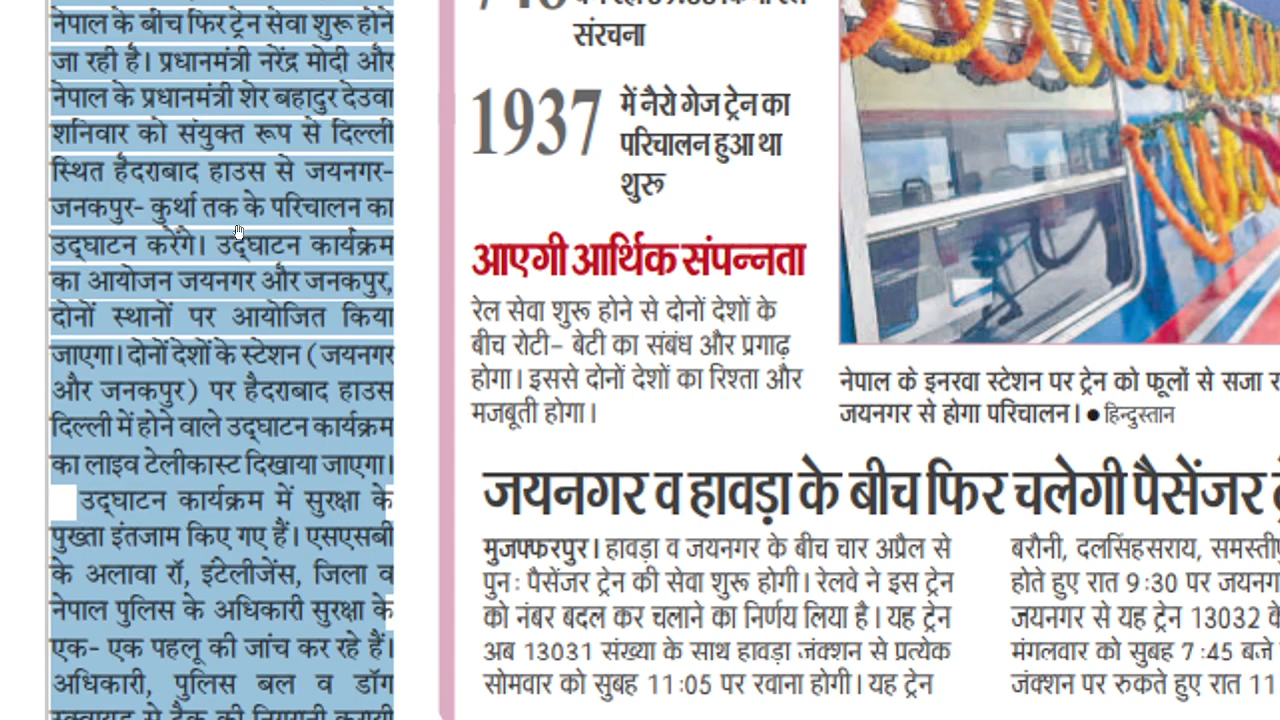 नेपाल के बीच फिर ट्रेन सेवा शुरू होने
जा रही है। प्रधानमंत्री नरेंद्र मोदी और
नेपाल के प्रधानमंत्री शेर बहादुर देउवा
शनिवार को संयुक्त रूप से दिल्ली
स्थित हैदराबाद हाउस से जयनगर-
जनकपुर- कुर्था तक के परिचालन का
उद्घाटन करेंगे। उद्घाटन कार्यक्रम
का आयोजन जयनगर और जनकपुर,
दोनों स्थानों पर आयोजित किया
जाएगा। दोनों देशों के स्टेशन (जयनगर
और जनकपुर) पर हैदराबाद हाउस
दिल्ली में होने वाले उद्घाटन कार्यक्रम
का लाइव टेलीकास्ट दिखाया जाएगा।
उद्घाटन कार्यक्रम में सुरक्षा के
पुख्ता इंतजाम किए गए हैं। एसएसबी
के अलावा रॉ, इंटेलीजेंस, जिला व
नेपाल पुलिस के अधिकारी सुरक्षा के
एक- एक पहलू की जांच कर रहे हैं।
अधिकारी, पुलिस बल व डॉग
से ट्रैक की निगरानी
संरचना
1937 में नैरो गेज ट्रेन का
परिचालन हुआ था
शुरू
आएगी आर्थिक संपन्नता
रेल सेवा शुरू होने से दोनों देशों के
बीच रोटी- बेटी का संबंध और प्रगाढ़
होगा। इससे दोनों देशों का रिश्ता और
मजबूती होगा।
नेपाल के इनरवा स्टेशन पर ट्रेन को फूलों से सजा
जयनगर से होगा परिचालन। ● हिन्दुस्तान
जयनगर व हावड़ा के बीच फिर चलेगी पैसेंजर
मुजफ्फरपुर। हावड़ा व जयनगर के बीच चार अप्रैल से
पुनः पैसेंजर ट्रेन की सेवा शुरू होगी। रेलवे ने इस ट्रेन
को नंबर बदल कर चलाने का निर्णय लिया है। यह ट्रेन
अब 13031 संख्या के साथ हावड़ा जंक्शन से प्रत्येक
सोमवार को सुबह 11:05 पर रवाना होगी। यह ट्रेन
बरौनी, दलसिंहसराय,
होते हुए रात 9:30 पर
जयनगर से यह ट्रेन 13032
मंगलवार को सुबह 7:45 बजे
जंक्शन पर रुकते हुए रात 11